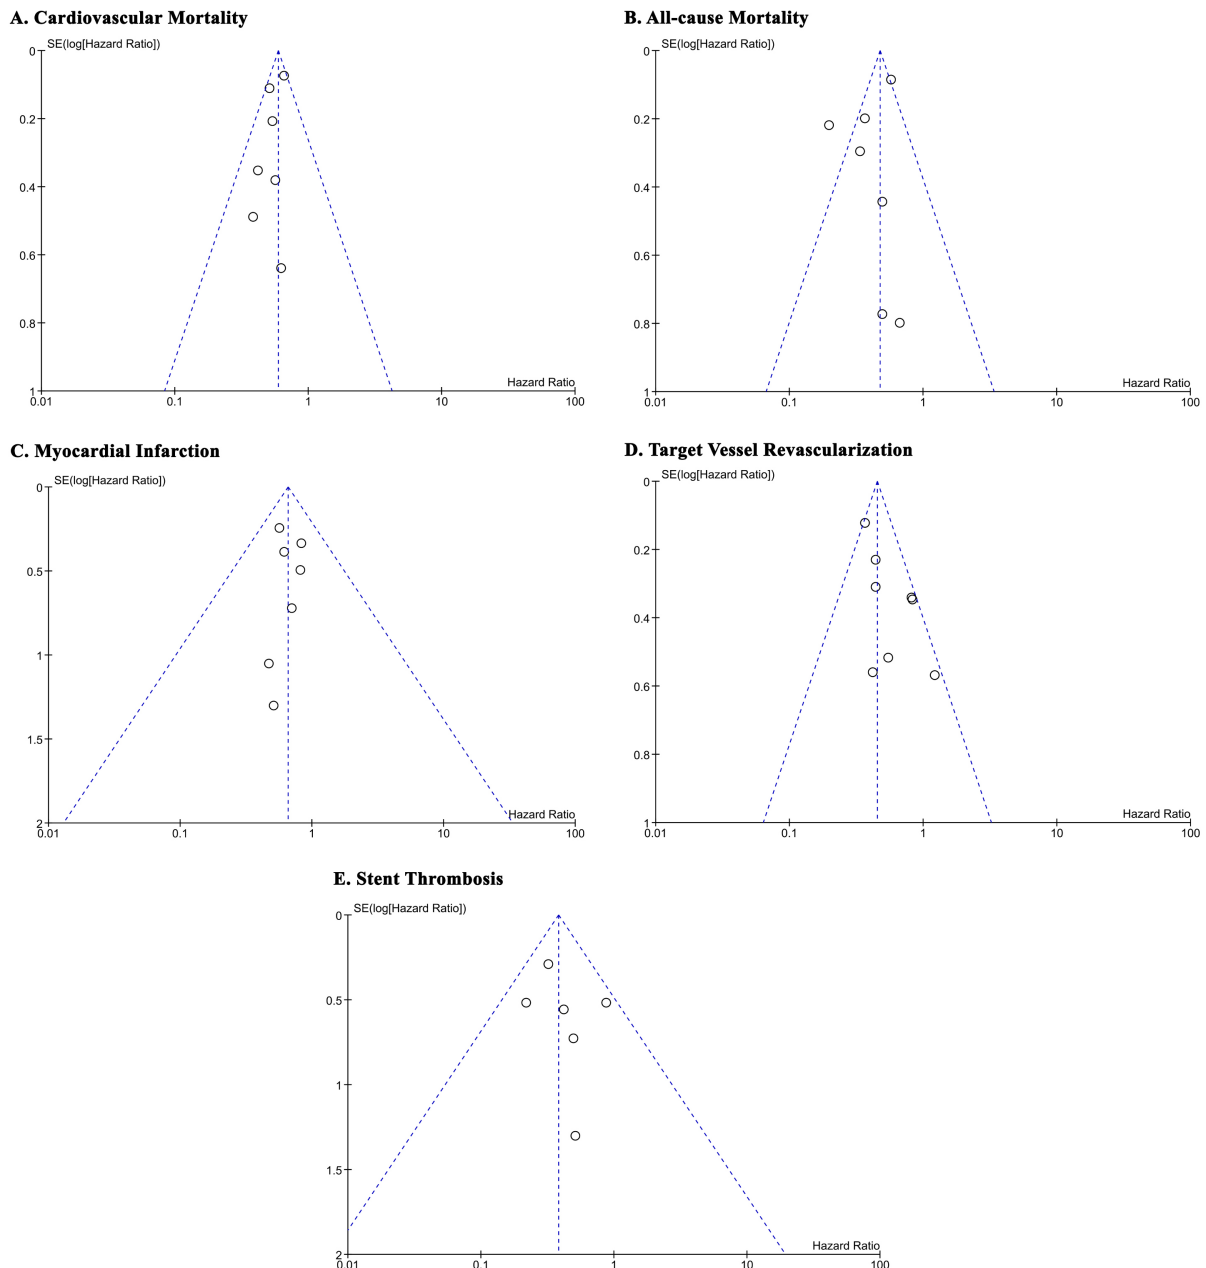 A. Cardiovascular Mortality
SE(log[Hazard Ratio])
0
0.2
0.4
0.6
0.8
1
Hazard Ratio
0.01 0.1 1 10 100
B. All-cause Mortality
SE(log[Hazard Ratio])
0
0.2
0.4
0.6
0.8
1
Hazard Ratio
0.01 0.1 1 10 100
C. Myocardial Infarction
SE(log[Hazard Ratio])
0
0.5
1
1.5
2
Hazard Ratio
0.01 0.1 1 10 100
D. Target Vessel Revascularization
SE(log[Hazard Ratio])
0
0.2
0.4
0.6
0.8
1
Hazard Ratio
0.01 0.1 1 10 100
E. Stent Thrombosis
SE(log[Hazard Ratio])
0
0.5
1
1.5
2
Hazard Ratio
0.01 0.1 1 10 100